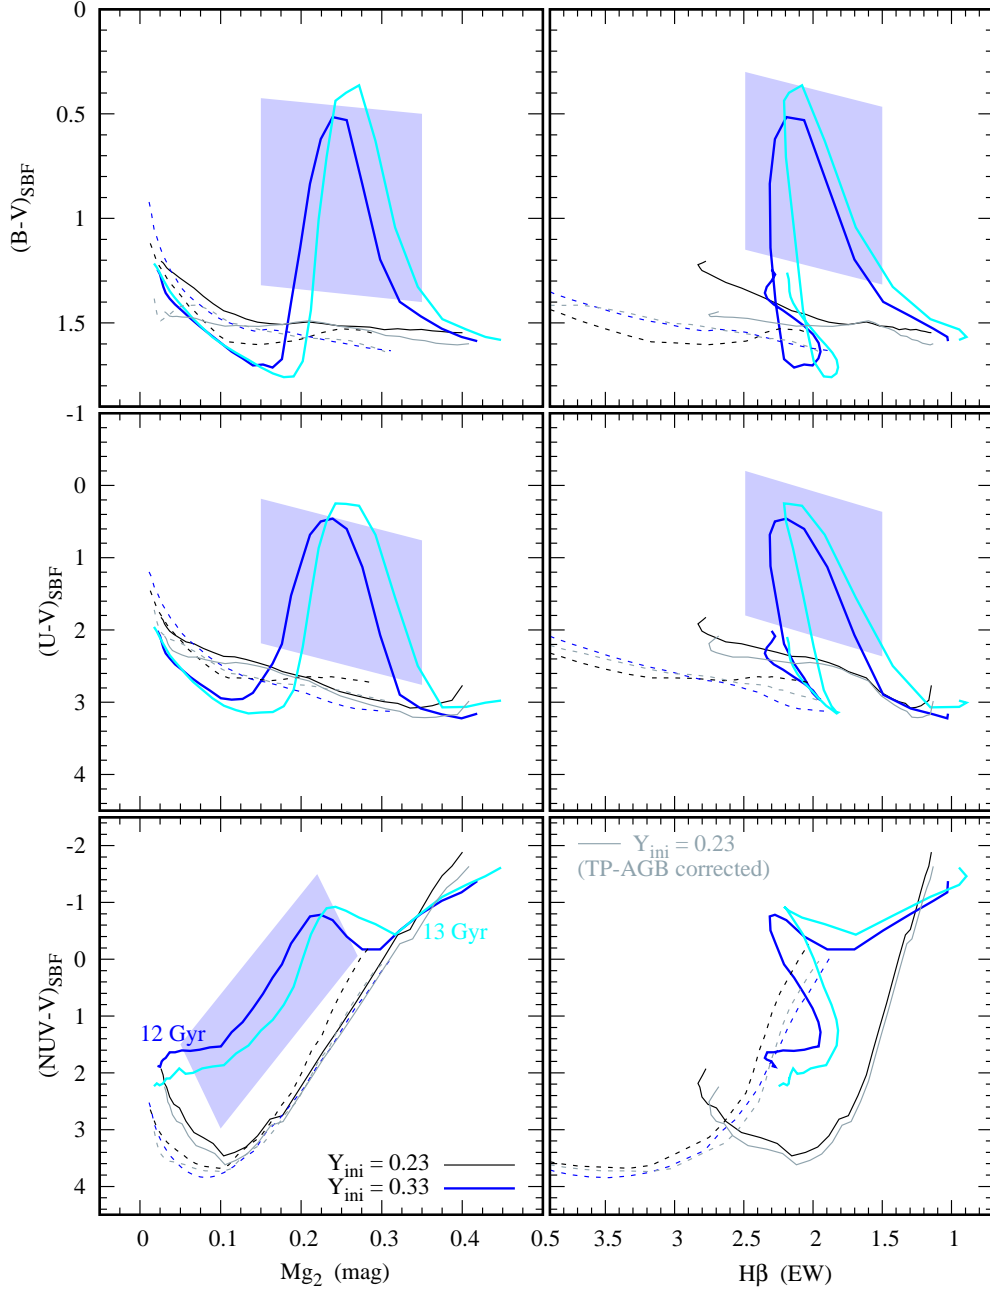 0
0.5
1
1.5
(B-V)SBF
-1
0
1
2
3
4
(U-V)SBF
-2
-1
0
1
2
3
4
(NUV-V)SBF
Yini = 0.23
(TP-AGB corrected)
13 Gyr
12 Gyr
Yini = 0.23
Yini = 0.33
0 0.1 0.2 0.3 0.4 0.5
3.5 3 2.5 2 1.5 1
Mg2 (mag)
Hβ (EW)